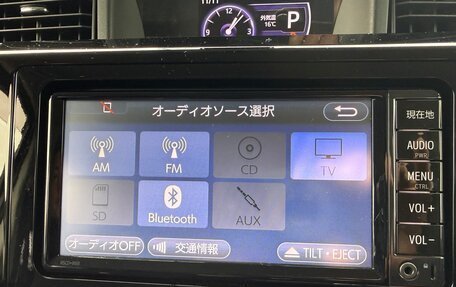 外気温
16℃
P
オーディオソース選択
AM
FM
CD
TV
SD
Bluetooth
AUX
オーディオOFF
交通情報
TILT・EJECT
現在地
AUDIO
PWR
MENU
CTRL
VOL+
VOL-